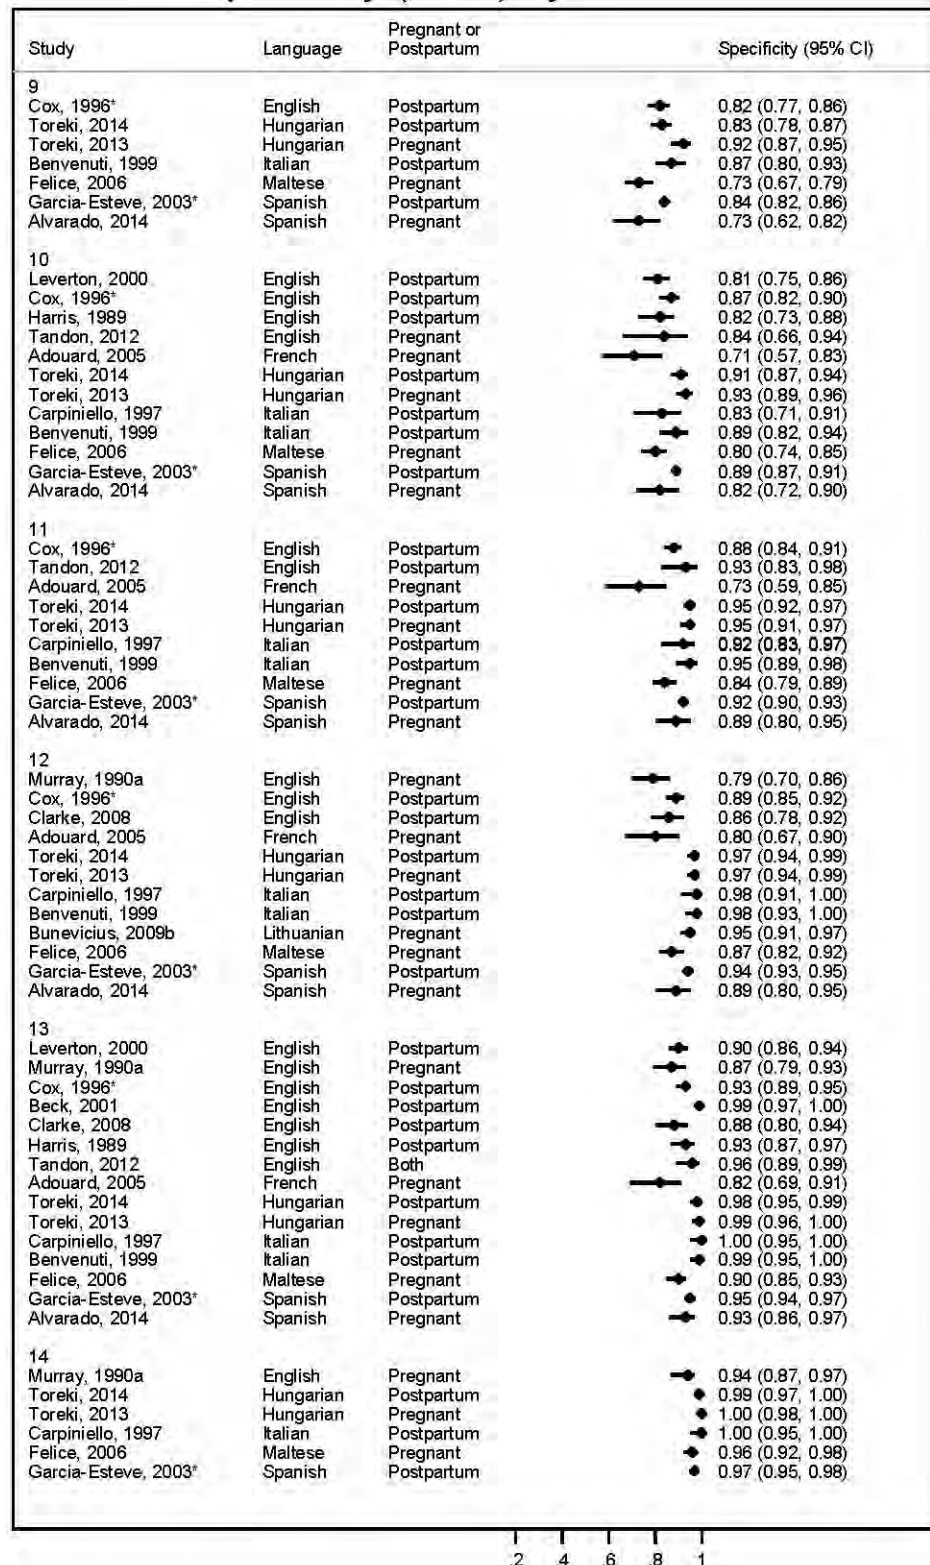 Pregnant or
Study Language Postpartum Specificity (95% CI)
9
Cox, 1996* English Postpartum 0.82 (0.77, 0.86)
Toreki, 2014 Hungarian Postpartum 0.83 (0.78, 0.87)
Toreki, 2013 Hungarian Pregnant 0.92 (0.87, 0.95)
Benvenuti, 1999 Italian Postpartum 0.87 (0.80, 0.93)
Felice, 2006 Maltese Pregnant 0.73 (0.67, 0.79)
Garcia-Esteve, 2003* Spanish Postpartum 0.84 (0.82, 0.86)
Alvarado, 2014 Spanish Pregnant 0.73 (0.62, 0.82)
10
Leverton, 2000 English Postpartum 0.81 (0.75, 0.86)
Cox, 1996* English Postpartum 0.87 (0.82, 0.90)
Harris, 1989 English Postpartum 0.82 (0.73, 0.88)
Tandon, 2012 English Pregnant 0.84 (0.66, 0.94)
Adouard, 2005 French Pregnant 0.71 (0.57, 0.83)
Toreki, 2014 Hungarian Postpartum 0.91 (0.87, 0.94)
Toreki, 2013 Hungarian Pregnant 0.93 (0.89, 0.96)
Carpiniello, 1997 Italian Postpartum 0.83 (0.71, 0.91)
Benvenuti, 1999 Italian Postpartum 0.89 (0.82, 0.94)
Felice, 2006 Maltese Pregnant 0.80 (0.74, 0.85)
Garcia-Esteve, 2003* Spanish Postpartum 0.89 (0.87, 0.91)
Alvarado, 2014 Spanish Pregnant 0.82 (0.72, 0.90)
11
Cox, 1996* English Postpartum 0.88 (0.84, 0.91)
Tandon, 2012 English Postpartum 0.93 (0.83, 0.98)
Adouard, 2005 French Pregnant 0.73 (0.59, 0.85)
Toreki, 2014 Hungarian Postpartum 0.95 (0.92, 0.97)
Toreki, 2013 Hungarian Pregnant 0.95 (0.91, 0.97)
Carpiniello, 1997 Italian Postpartum 0.92 (0.83, 0.97)
Benvenuti, 1999 Italian Postpartum 0.95 (0.89, 0.98)
Felice, 2006 Maltese Pregnant 0.84 (0.79, 0.89)
Garcia-Esteve, 2003* Spanish Postpartum 0.92 (0.90, 0.93)
Alvarado, 2014 Spanish Pregnant 0.89 (0.80, 0.95)
12
Murray, 1990a English Pregnant 0.79 (0.70, 0.86)
Cox, 1996* English Postpartum 0.89 (0.85, 0.92)
Clarke, 2008 English Postpartum 0.86 (0.78, 0.92)
Adouard, 2005 French Pregnant 0.80 (0.67, 0.90)
Toreki, 2014 Hungarian Postpartum 0.97 (0.94, 0.99)
Toreki, 2013 Hungarian Pregnant 0.97 (0.94, 0.99)
Carpiniello, 1997 Italian Postpartum 0.98 (0.91, 1.00)
Benvenuti, 1999 Italian Postpartum 0.98 (0.93, 1.00)
Bunevicius, 2009b Lithuanian Pregnant 0.95 (0.91, 0.97)
Felice, 2006 Maltese Pregnant 0.87 (0.82, 0.92)
Garcia-Esteve, 2003* Spanish Postpartum 0.94 (0.93, 0.95)
Alvarado, 2014 Spanish Pregnant 0.89 (0.80, 0.95)
13
Leverton, 2000 English Postpartum 0.90 (0.86, 0.94)
Murray, 1990a English Pregnant 0.87 (0.79, 0.93)
Cox, 1996* English Postpartum 0.93 (0.89, 0.95)
Beck, 2001 English Postpartum 0.99 (0.97, 1.00)
Clarke, 2008 English Postpartum 0.88 (0.80, 0.94)
Harris, 1989 English Postpartum 0.93 (0.87, 0.97)
Tandon, 2012 English Both 0.96 (0.89, 0.99)
Adouard, 2005 French Pregnant 0.82 (0.69, 0.91)
Toreki, 2014 Hungarian Postpartum 0.98 (0.95, 0.99)
Toreki, 2013 Hungarian Pregnant 0.99 (0.96, 1.00)
Carpiniello, 1997 Italian Postpartum 1.00 (0.95, 1.00)
Benvenuti, 1999 Italian Postpartum 0.99 (0.95, 1.00)
Felice, 2006 Maltese Pregnant 0.90 (0.85, 0.93)
Garcia-Esteve, 2003* Spanish Postpartum 0.95 (0.94, 0.97)
Alvarado, 2014 Spanish Pregnant 0.93 (0.86, 0.97)
14
Murray, 1990a English Pregnant 0.94 (0.87, 0.97)
Toreki, 2014 Hungarian Postpartum 0.99 (0.97, 1.00)
Toreki, 2013 Hungarian Pregnant 1.00 (0.98, 1.00)
Carpiniello, 1997 Italian Postpartum 1.00 (0.95, 1.00)
Felice, 2006 Maltese Pregnant 0.96 (0.92, 0.98)
Garcia-Esteve, 2003* Spanish Postpartum 0.97 (0.95, 0.98)
.2 .4 .6 .8 1